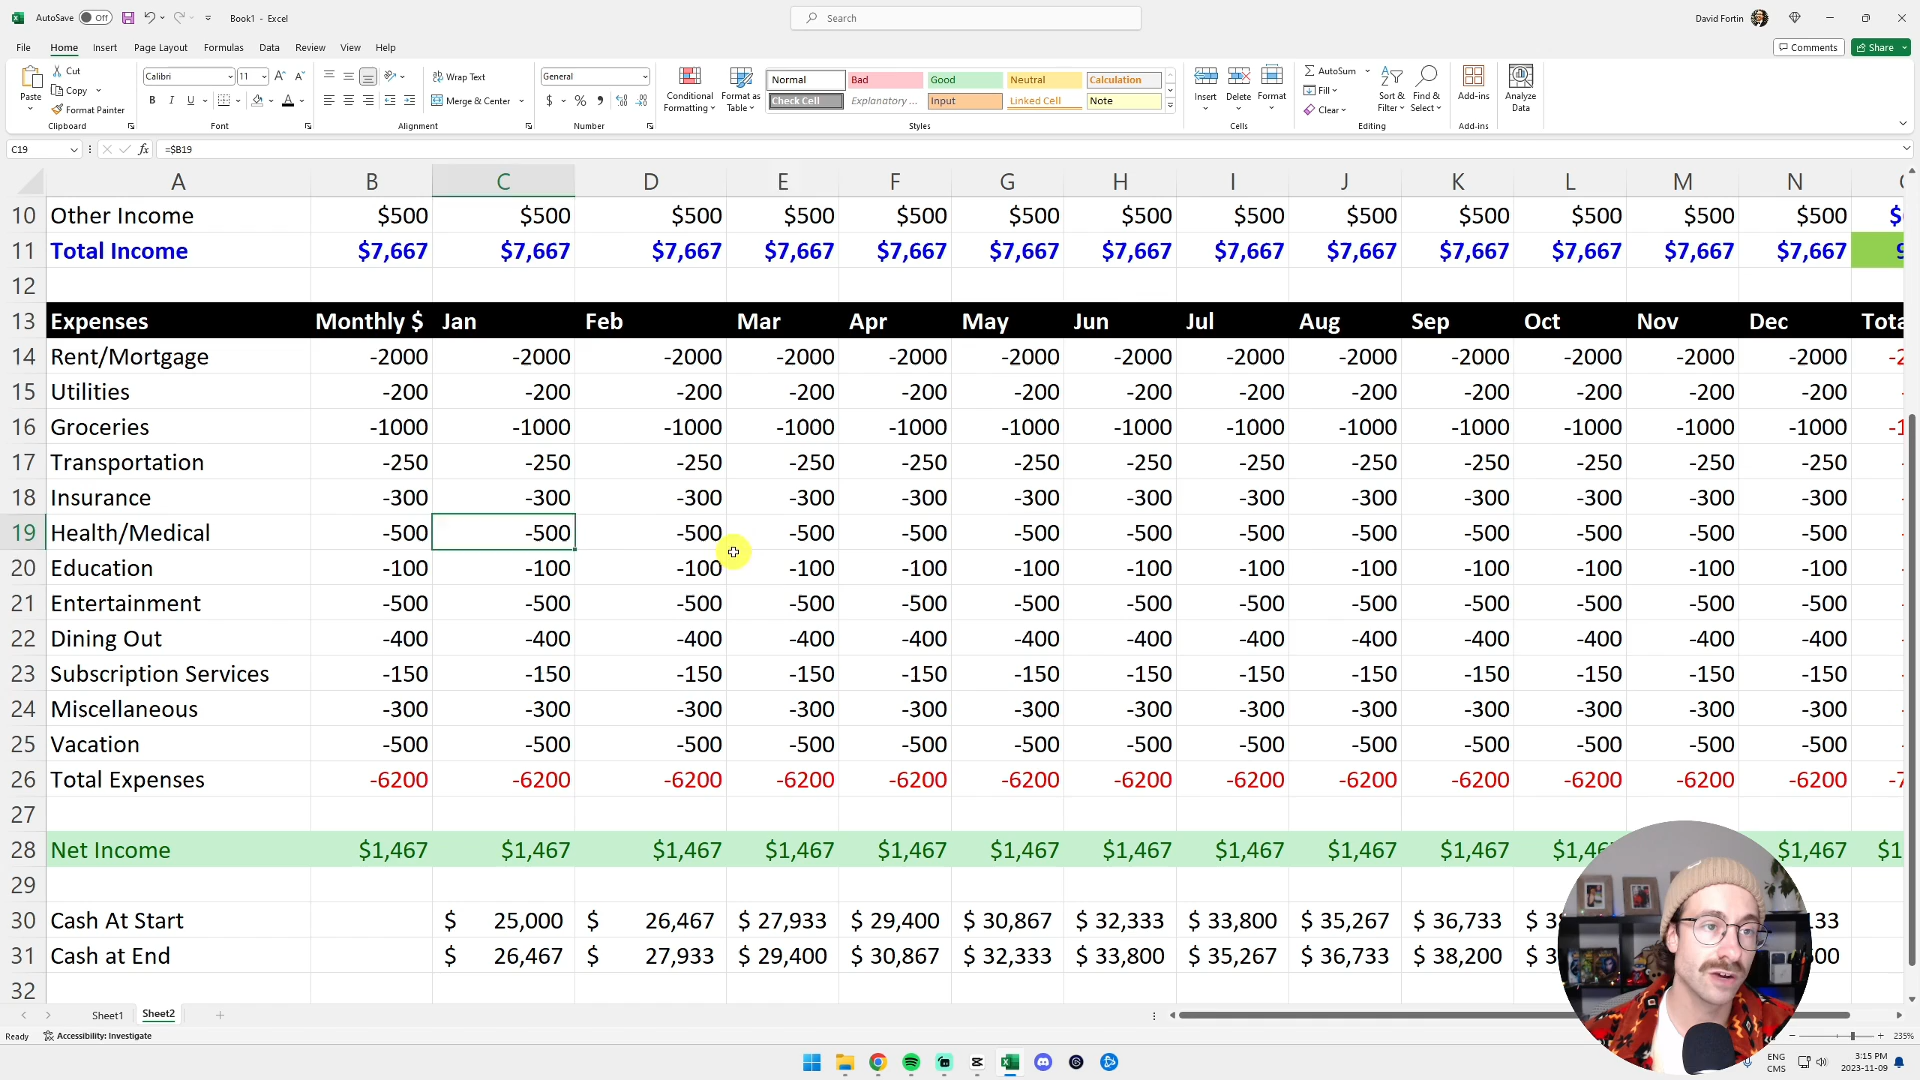 AutoSave Off Book1 - Excel Search David Fortin
File Home Insert Page Layout Formulas Data Review View Help Comments Share
Paste Cut Copy Format Painter Clipboard
Calibri 11 B I U Font
Wrap Text Merge & Center Alignment
General $ % Number
Conditional Formatting Format as Table
Normal Bad Good Neutral Calculation
Check Cell Explanatory ... Input Linked Cell Note
Styles
Insert Delete Format Cells
AutoSum Fill Clear Sort & Filter Find & Select Editing
Add-ins Add-ins
Analyze Data
C19 fx =$B19
A B C D E F G H I J K L M N
10 Other Income $500 $500 $500 $500 $500 $500 $500 $500 $500 $500 $500 $500 $500
11 Total Income $7,667 $7,667 $7,667 $7,667 $7,667 $7,667 $7,667 $7,667 $7,667 $7,667 $7,667 $7,667 $7,667
12
13 Expenses Monthly $ Jan Feb Mar Apr May Jun Jul Aug Sep Oct Nov Dec Tota
14 Rent/Mortgage -2000 -2000 -2000 -2000 -2000 -2000 -2000 -2000 -2000 -2000 -2000 -2000 -2000
15 Utilities -200 -200 -200 -200 -200 -200 -200 -200 -200 -200 -200 -200 -200
16 Groceries -1000 -1000 -1000 -1000 -1000 -1000 -1000 -1000 -1000 -1000 -1000 -1000 -1000
17 Transportation -250 -250 -250 -250 -250 -250 -250 -250 -250 -250 -250 -250 -250
18 Insurance -300 -300 -300 -300 -300 -300 -300 -300 -300 -300 -300 -300 -300
19 Health/Medical -500 -500 -500 -500 -500 -500 -500 -500 -500 -500 -500 -500 -500
20 Education -100 -100 -100 -100 -100 -100 -100 -100 -100 -100 -100 -100 -100
21 Entertainment -500 -500 -500 -500 -500 -500 -500 -500 -500 -500 -500 -500 -500
22 Dining Out -400 -400 -400 -400 -400 -400 -400 -400 -400 -400 -400 -400 -400
23 Subscription Services -150 -150 -150 -150 -150 -150 -150 -150 -150 -150 -150 -150 -150
24 Miscellaneous -300 -300 -300 -300 -300 -300 -300 -300 -300 -300 -300 -300 -300
25 Vacation -500 -500 -500 -500 -500 -500 -500 -500 -500 -500 -500 -500 -500
26 Total Expenses -6200 -6200 -6200 -6200 -6200 -6200 -6200 -6200 -6200 -6200 -6200 -6200 -6200
27
28 Net Income $1,467 $1,467 $1,467 $1,467 $1,467 $1,467 $1,467 $1,467 $1,467 $1,467 $1,467 $1,46 $1,467
29
30 Cash At Start $ 25,000 $ 26,467 $ 27,933 $ 29,400 $ 30,867 $ 32,333 $ 33,800 $ 35,267 $ 36,733
31 Cash at End $ 26,467 $ 27,933 $ 29,400 $ 30,867 $ 32,333 $ 33,800 $ 35,267 $ 36,733 $ 38,200
32
Sheet1 Sheet2
Ready Accessibility: Investigate 235%
ENG CMS 3:15 PM 2023-11-09